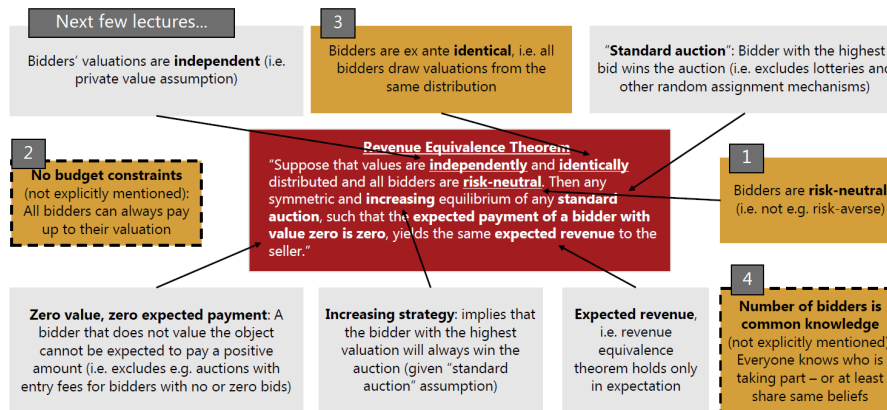 Next few lectures...
Bidders' valuations are independent (i.e.
private value assumption)
3
Bidders are ex ante identical, i.e. all
bidders draw valuations from the
same distribution
"Standard auction": Bidder with the highest
bid wins the auction (i.e. excludes lotteries and
other random assignment mechanisms)
2
No budget constraints
(not explicitly mentioned):
All bidders can always pay
up to their valuation
Revenue Equivalence Theorem
"Suppose that values are independently and identically
distributed and all bidders are risk-neutral. Then any
symmetric and increasing equilibrium of any standard
auction, such that the expected payment of a bidder with
value zero is zero, yields the same expected revenue to the
seller."
1
Bidders are risk-neutral
(i.e. not e.g. risk-averse)
Zero value, zero expected payment: A
bidder that does not value the object
cannot be expected to pay a positive
amount (i.e. excludes e.g. auctions with
entry fees for bidders with no or zero bids)
Increasing strategy: implies that
the bidder with the highest
valuation will always win the
auction (given "standard
auction" assumption)
Expected revenue,
i.e. revenue
equivalence
theorem holds only
in expectation
4
Number of bidders is
common knowledge
(not explicitly mentioned)
Everyone knows who is
taking part – or at least
share same beliefs